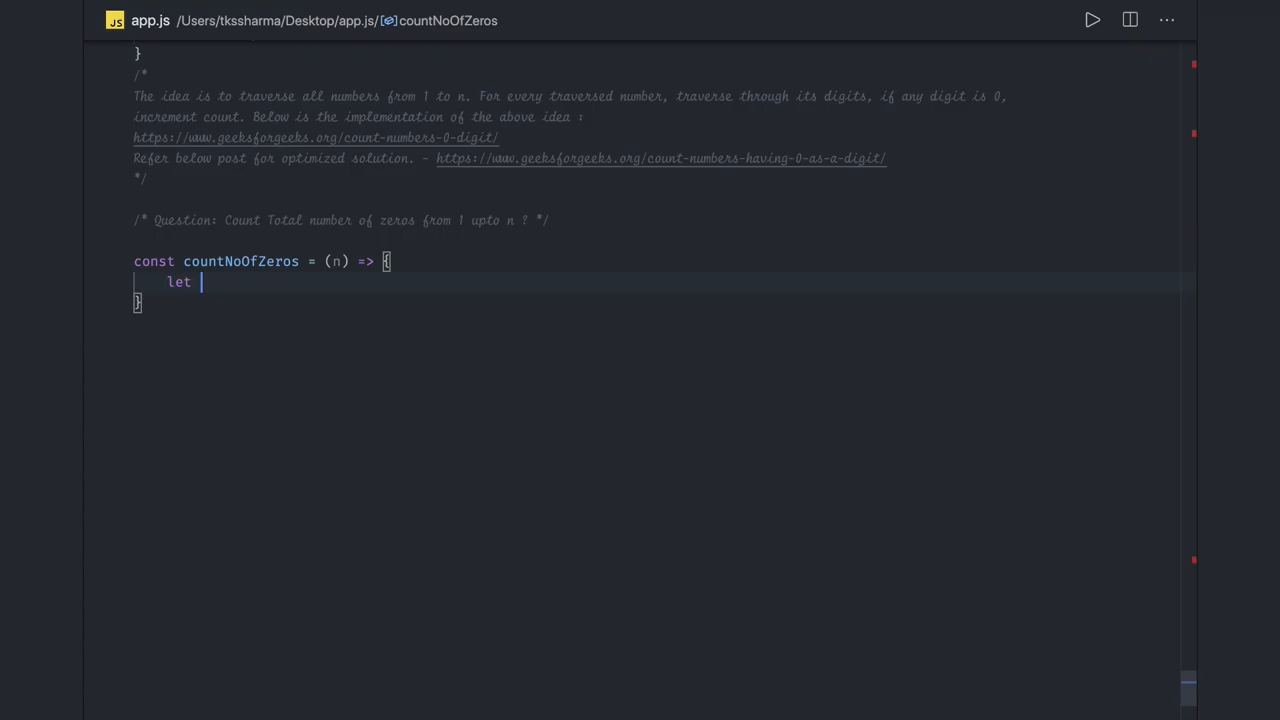 JS app.js /Users/tkssharma/Desktop/app.js/countNoOfZeros
}
/*
The idea is to traverse all numbers from 1 to n. For every traversed number, traverse through its digits, if any digit is 0,
increment count. Below is the implementation of the above idea :
https://www.geeksforgeeks.org/count-numbers-0-digit/
Refer below post for optimized solution. - https://www.geeksforgeeks.org/count-numbers-having-0-as-a-digit/
*/
/* Question: Count Total number of zeros from 1 upto n ? */
const countNoOfZeros = (n) => {
let
}